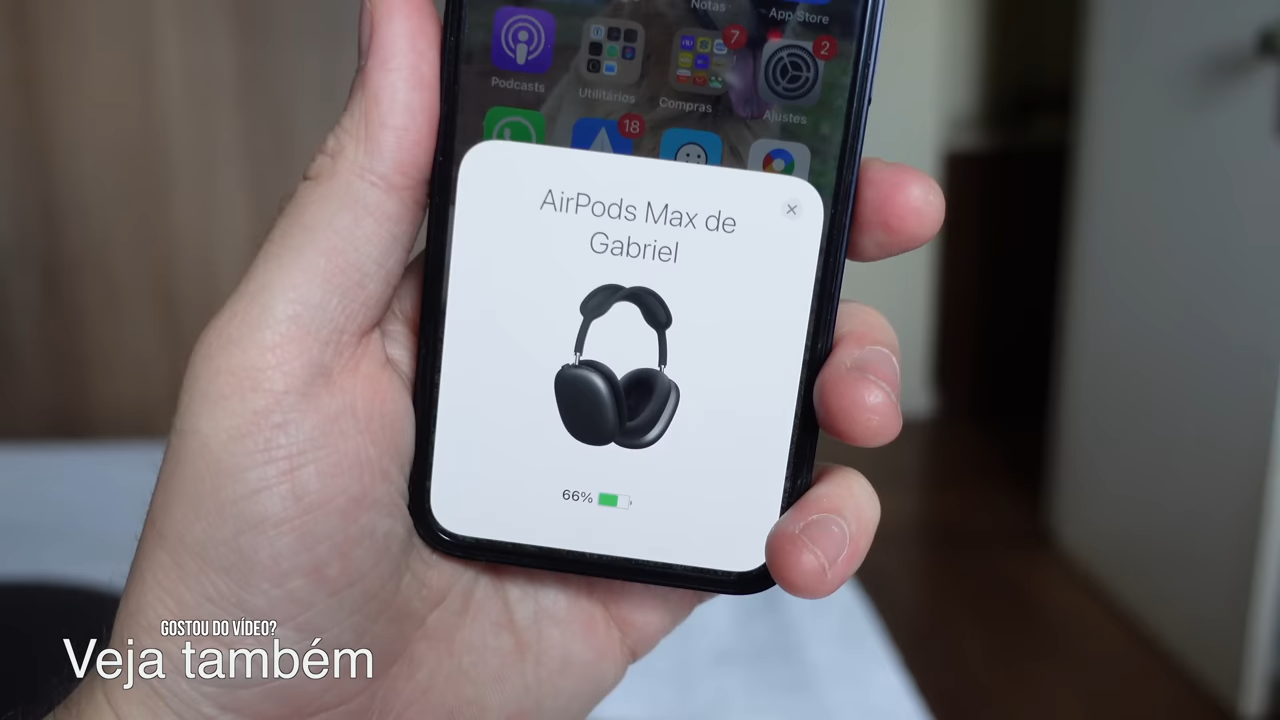 Notas
App Store
7
2
Podcasts
Utilitários
Compras
Ajustes
18
AirPods Max de
Gabriel
66%
GOSTOU DO VÍDEO?
Veja também